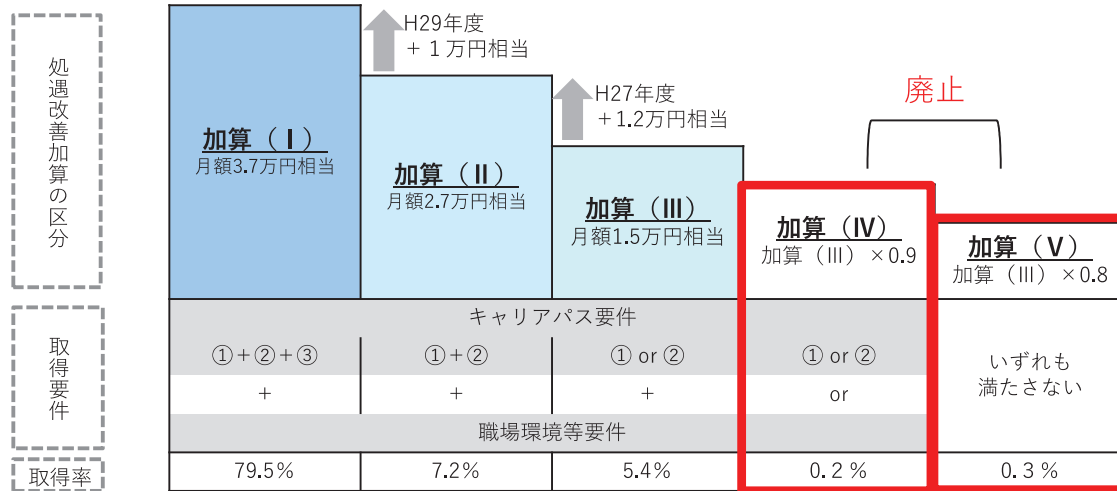 処遇改善加算の区分
H29年度
+ 1 万円相当
H27年度
+1.2万円相当
廃止
加算（Ⅰ）
月額3.7万円相当
加算（Ⅱ）
月額2.7万円相当
加算（Ⅲ）
月額1.5万円相当
加算（Ⅳ）
加算（Ⅲ）×0.9
加算（Ⅴ）
加算（Ⅲ）×0.8
取得要件
キャリアパス要件
①+②+③
①+②
① or ②
① or ②
いずれも
満たさない
+
+
+
or
職場環境等要件
取得率
79.5%
7.2%
5.4%
0.2 %
0.3 %